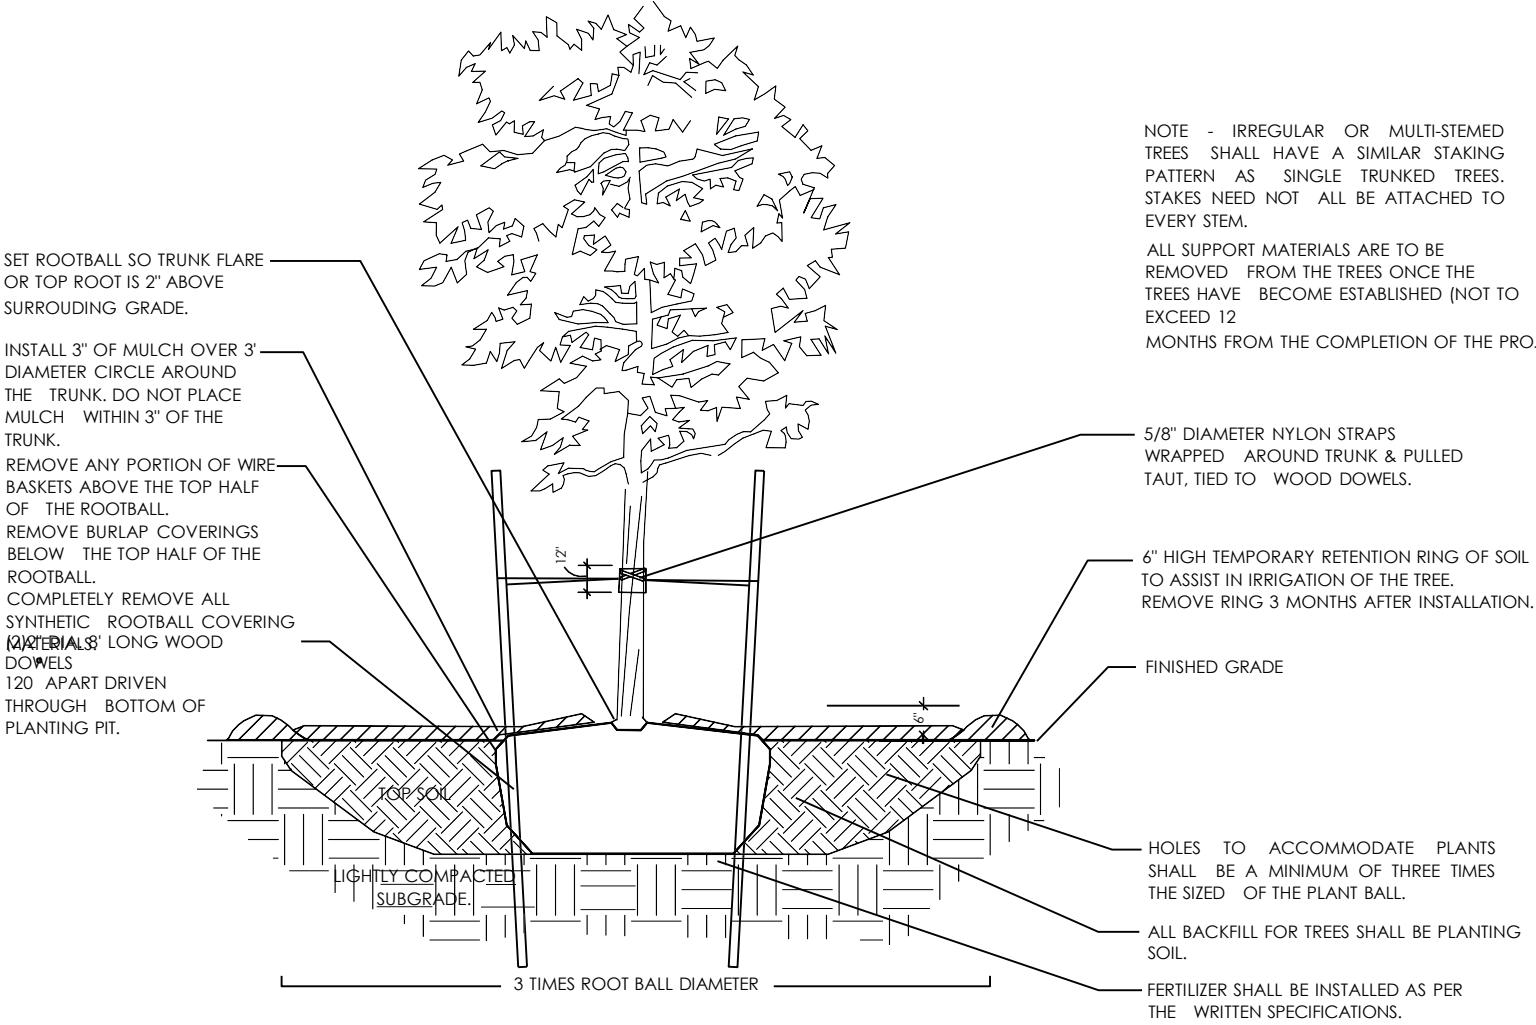 SET ROOTBALL SO TRUNK FLARE
OR TOP ROOT IS 2" ABOVE
SURROUDING GRADE.
INSTALL 3" OF MULCH OVER 3'
DIAMETER CIRCLE AROUND
THE TRUNK. DO NOT PLACE
MULCH WITHIN 3" OF THE
TRUNK.
REMOVE ANY PORTION OF WIRE
BASKETS ABOVE THE TOP HALF
OF THE ROOTBALL.
REMOVE BURLAP COVERINGS
BELOW THE TOP HALF OF THE
ROOTBALL.
COMPLETELY REMOVE ALL
SYNTHETIC ROOTBALL COVERING
MATERIALS.
DIA. 8' LONG WOOD
DOWELS
120 APART DRIVEN
THROUGH BOTTOM OF
PLANTING PIT.
12"
6"
TOP SOIL
LIGHTLY COMPACTED
SUBGRADE.
3 TIMES ROOT BALL DIAMETER
NOTE - IRREGULAR OR MULTI-STEMED
TREES SHALL HAVE A SIMILAR STAKING
PATTERN AS SINGLE TRUNKED TREES.
STAKES NEED NOT ALL BE ATTACHED TO
EVERY STEM.
ALL SUPPORT MATERIALS ARE TO BE
REMOVED FROM THE TREES ONCE THE
TREES HAVE BECOME ESTABLISHED (NOT TO
EXCEED 12
MONTHS FROM THE COMPLETION OF THE PRO.
5/8" DIAMETER NYLON STRAPS
WRAPPED AROUND TRUNK & PULLED
TAUT, TIED TO WOOD DOWELS.
6" HIGH TEMPORARY RETENTION RING OF SOIL
TO ASSIST IN IRRIGATION OF THE TREE.
REMOVE RING 3 MONTHS AFTER INSTALLATION.
FINISHED GRADE
HOLES TO ACCOMMODATE PLANTS
SHALL BE A MINIMUM OF THREE TIMES
THE SIZED OF THE PLANT BALL.
ALL BACKFILL FOR TREES SHALL BE PLANTING
SOIL.
FERTILIZER SHALL BE INSTALLED AS PER
THE WRITTEN SPECIFICATIONS.